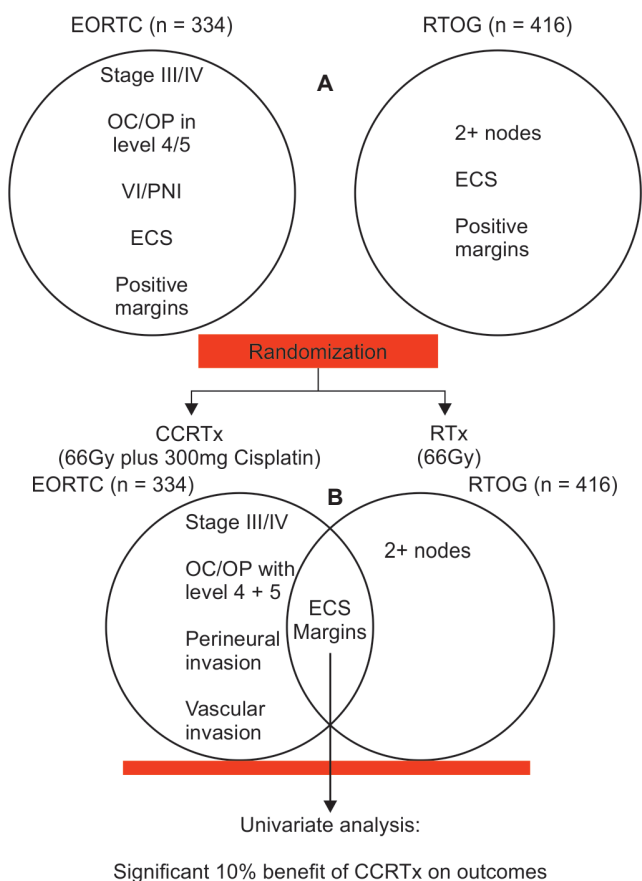 EORTC (n = 334)
RTOG (n = 416)
A
Stage III/IV
OC/OP in
level 4/5
VI/PNI
ECS
Positive
margins
2+ nodes
ECS
Positive
margins
Randomization
CCRTx
(66Gy plus 300mg Cisplatin)
RTx
(66Gy)
EORTC (n = 334)
B
RTOG (n = 416)
Stage III/IV
OC/OP with
level 4 + 5
Perineural
invasion
Vascular
invasion
ECS
Margins
2+ nodes
Univariate analysis:
Significant 10% benefit of CCRTx on outcomes